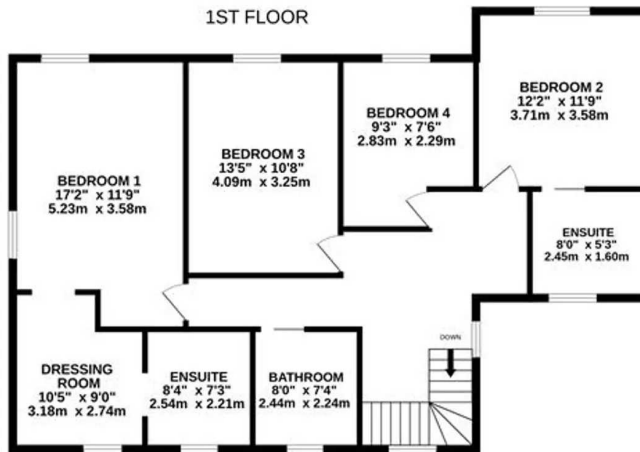 1ST FLOOR
BEDROOM 1
17'2" x 11'9"
5.23m x 3.58m
BEDROOM 3
13'5" x 10'8"
4.09m x 3.25m
BEDROOM 4
9'3" x 7'6"
2.83m x 2.29m
BEDROOM 2
12'2" x 11'9"
3.71m x 3.58m
ENSUITE
8'0" x 5'3"
2.45m x 1.60m
DRESSING
ROOM
10'5" x 9'0"
3.18m x 2.74m
ENSUITE
8'4" x 7'3"
2.54m x 2.21m
BATHROOM
8'0" x 7'4"
2.44m x 2.24m
DOWN